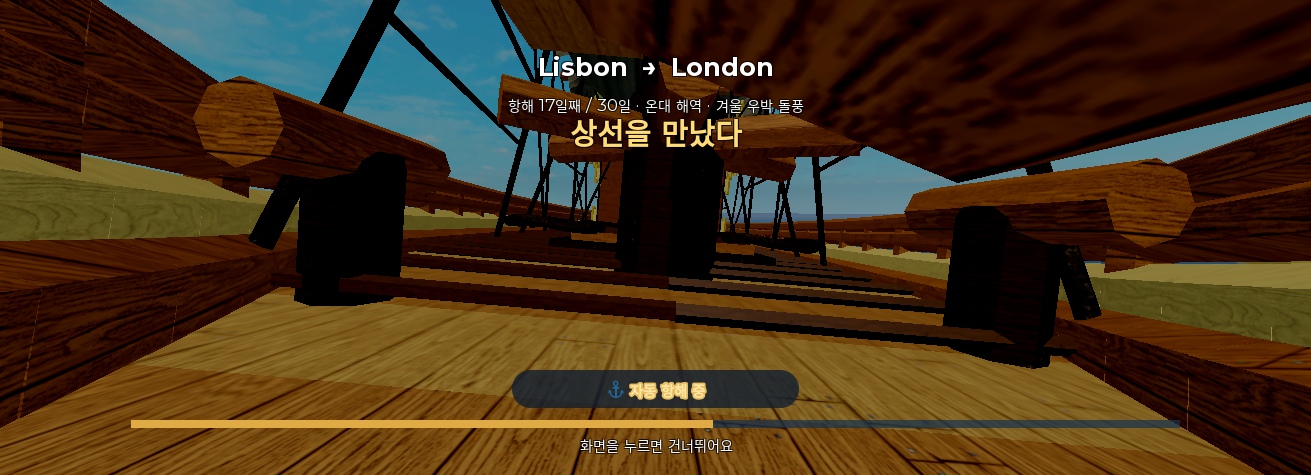 Lisbon → London
항해 17일째 / 30일 · 온대 해역 · 겨울 우박 돌풍
상선을 만났다
⚓ 자동 항해 중
화면을 누르면 건너뛰어요